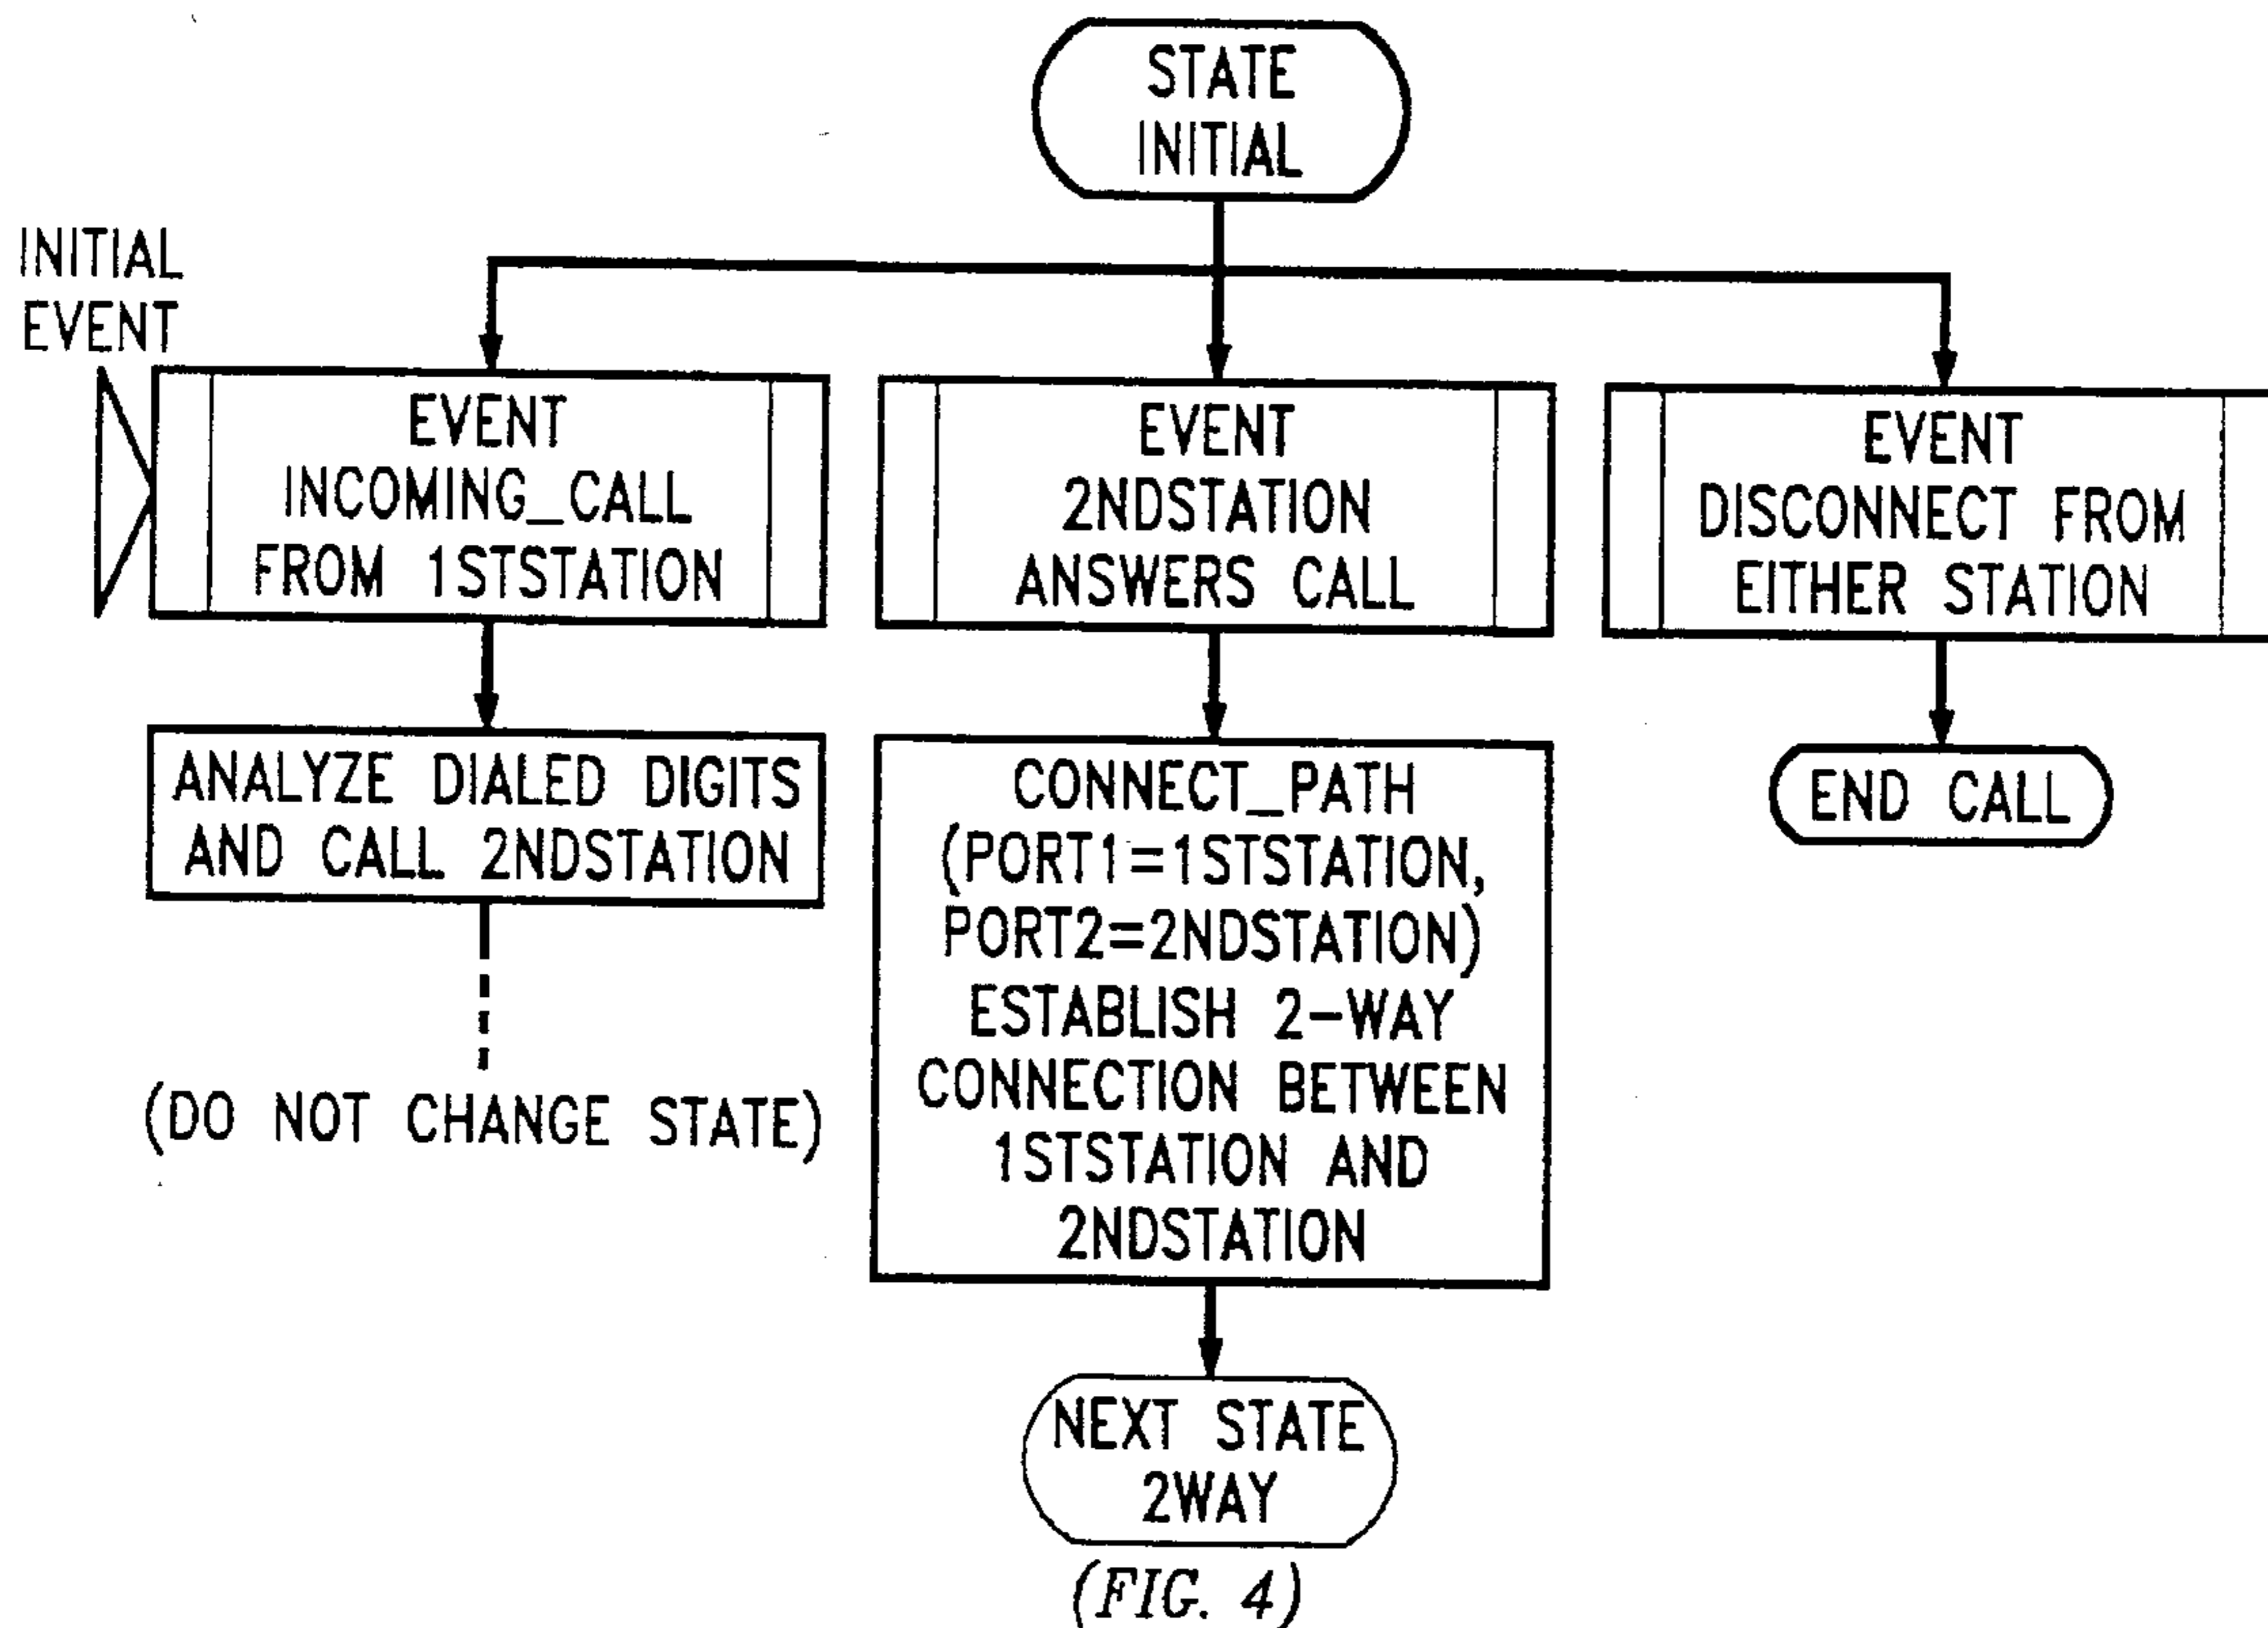 STATE
INITIAL
INITIAL
EVENT
EVENT
INCOMING_CALL
FROM 1STSTATION
EVENT
2NDSTATION
ANSWERS CALL
EVENT
DISCONNECT FROM
EITHER STATION
ANALYZE DIALED DIGITS
AND CALL 2NDSTATION
(DO NOT CHANGE STATE)
CONNECT_PATH
(PORT1=1STSTATION,
PORT2=2NDSTATION)
ESTABLISH 2-WAY
CONNECTION BETWEEN
1STSTATION AND
2NDSTATION
END CALL
NEXT STATE
2WAY
(FIG. 4)